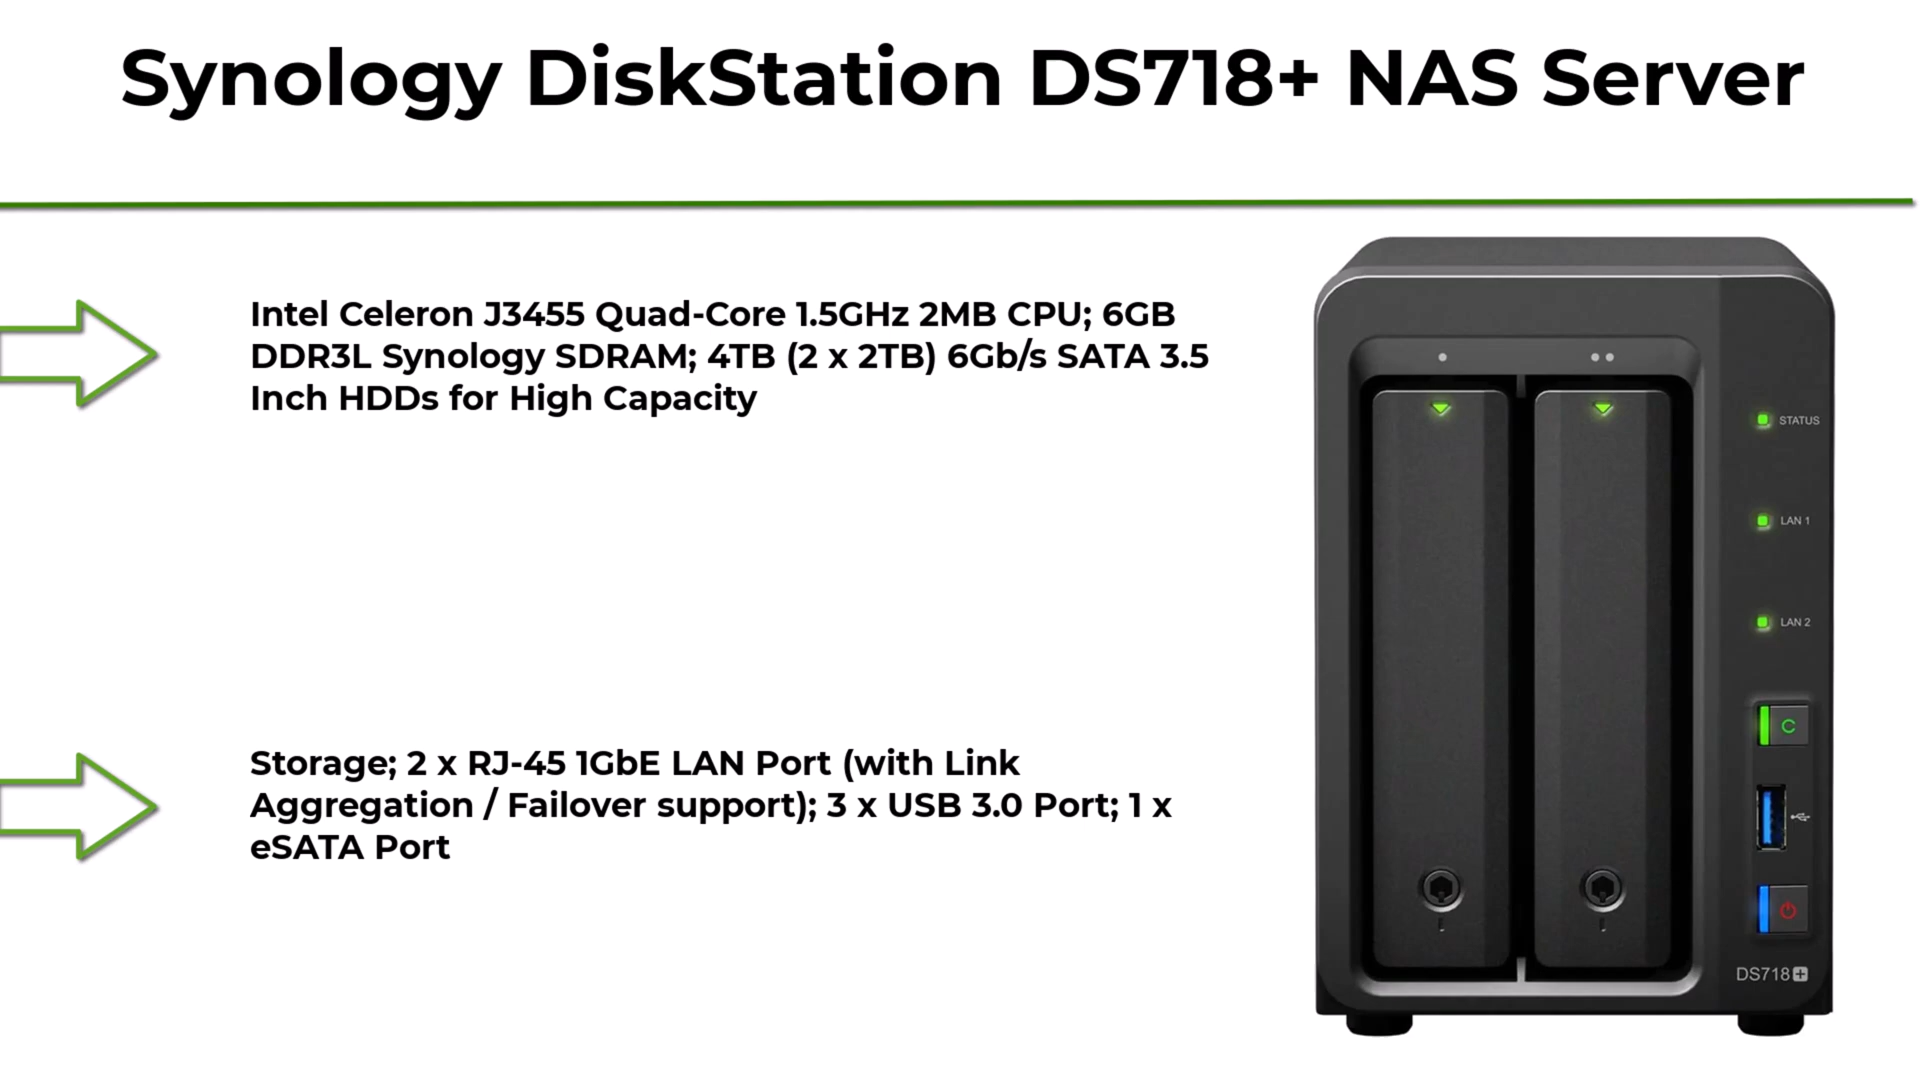 Synology DiskStation DS718+ NAS Server
Intel Celeron J3455 Quad-Core 1.5GHz 2MB CPU; 6GB
DDR3L Synology SDRAM; 4TB (2 x 2TB) 6Gb/s SATA 3.5
Inch HDDs for High Capacity
Storage; 2 x RJ-45 1GbE LAN Port (with Link
Aggregation / Failover support); 3 x USB 3.0 Port; 1 x
eSATA Port
STATUS
LAN 1
LAN 2
C
DS718+